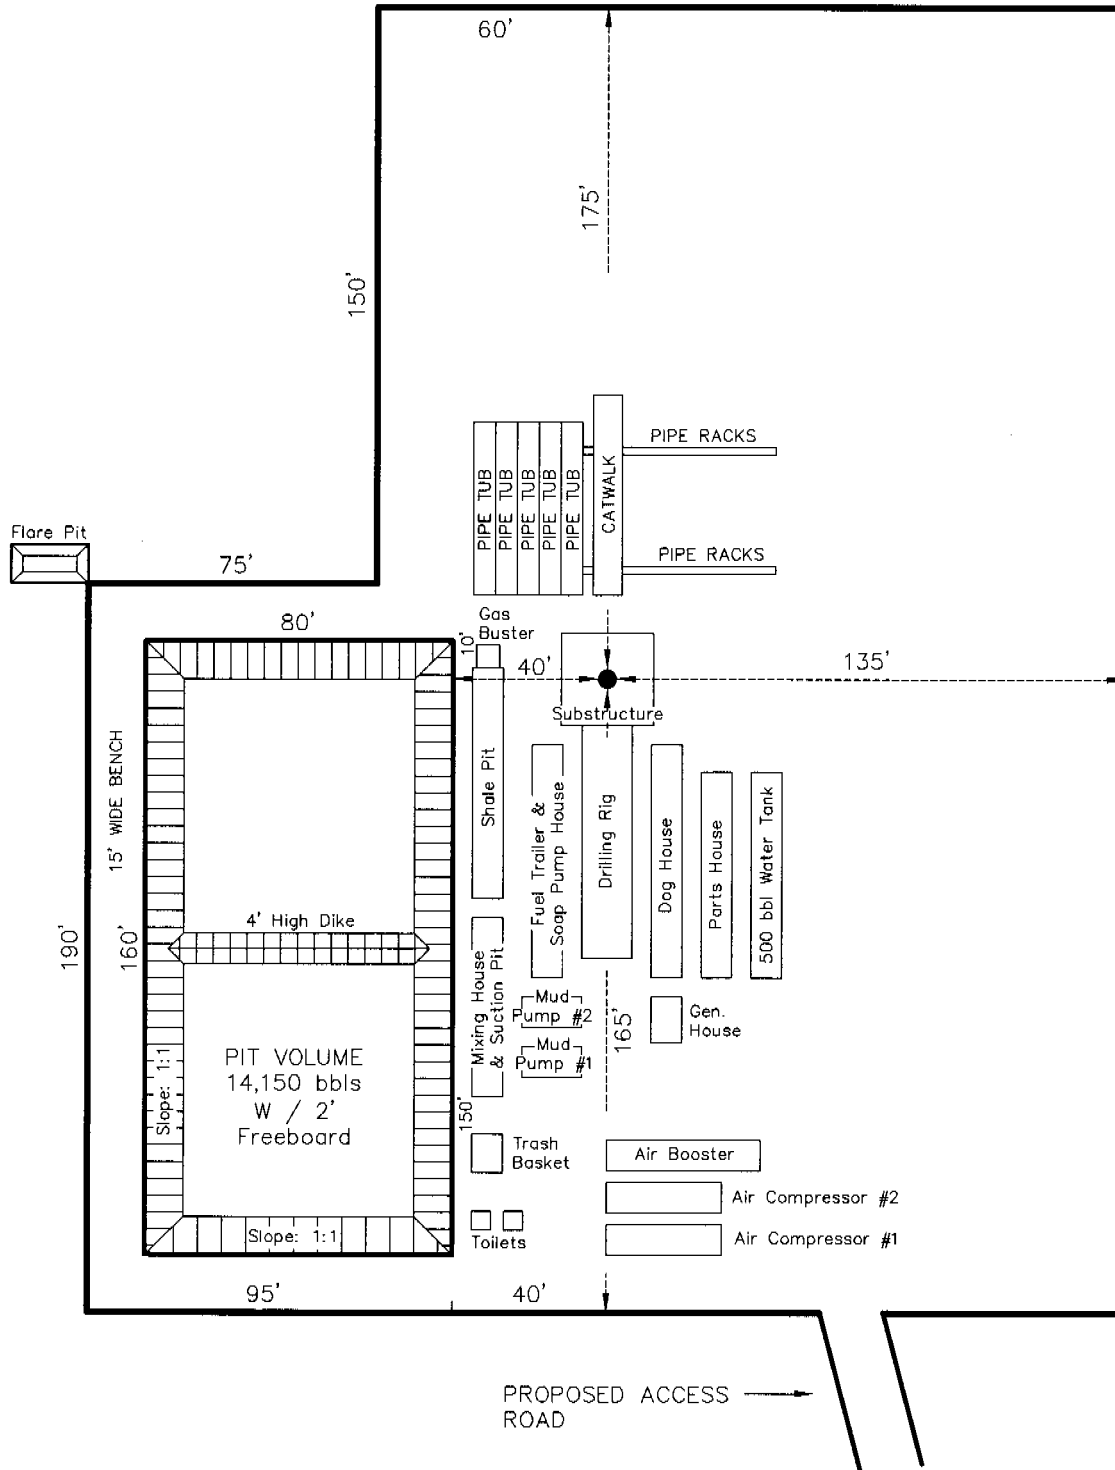 60'
175'
150'
PIPE RACKS
PIPE TUB
PIPE TUB
PIPE TUB
PIPE TUB
PIPE TUB
CATWALK
Flare Pit
PIPE RACKS
75'
80'
Gas
Buster
10'
40'
135'
Substructure
15' WIDE BENCH
Shale Pit
Fuel Trailer &
Soap Pump House
Drilling Rig
Dog House
Parts House
500 bbl Water Tank
4' High Dike
190'
160'
Mixing House
& Suction Pit
Mud
Pump #2
Mud
Pump #1
165'
Gen.
House
PIT VOLUME
14,150 bbls
W / 2'
Freeboard
Slope: 1:1
150'
Trash
Basket
Air Booster
Air Compressor #2
Slope: 1:1
Toilets
Air Compressor #1
95'
40'
PROPOSED ACCESS
ROAD